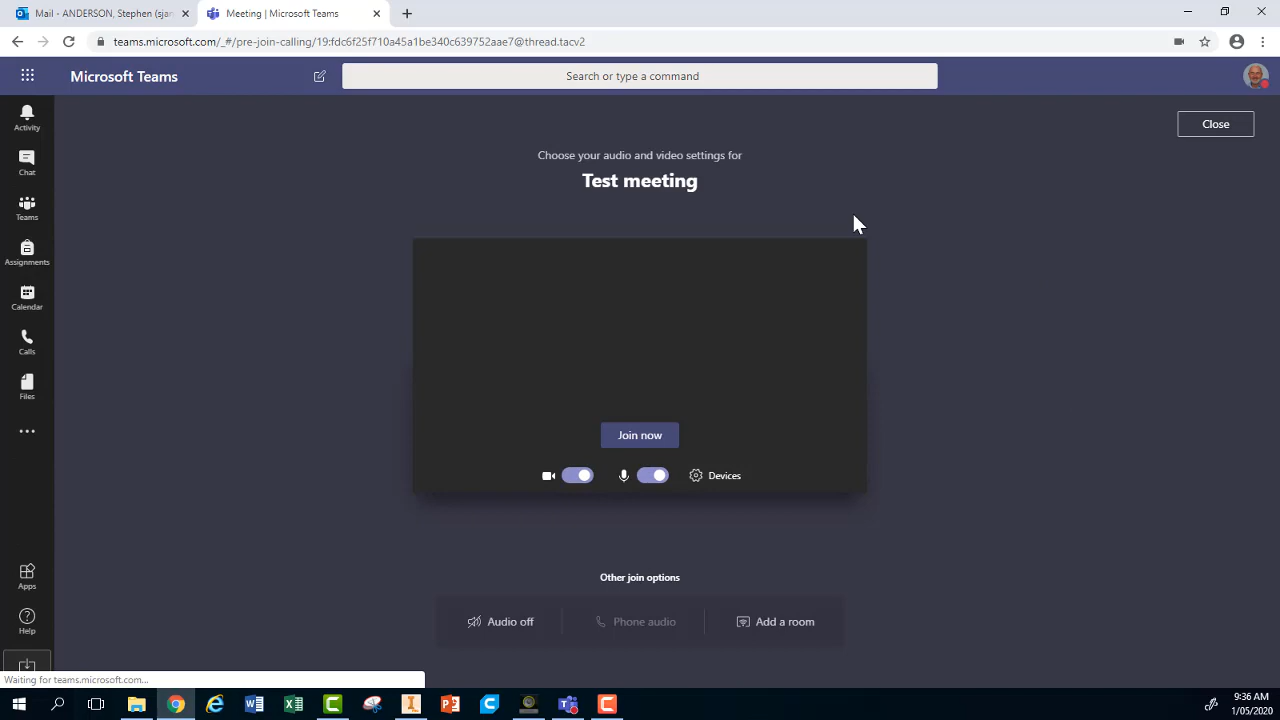 Mail - ANDERSON, Stephen (sjan
Meeting | Microsoft Teams
teams.microsoft.com/_#/pre-join-calling/19:fdc6f25f710a45a1be340c639752aae7@thread.tacv2
Microsoft Teams
Search or type a command
Activity
Chat
Teams
Assignments
Calendar
Calls
Files
Apps
Help
Close
Choose your audio and video settings for
Test meeting
Join now
Devices
Other join options
Audio off
Phone audio
Add a room
Waiting for teams.microsoft.com...
9:36 AM
1/05/2020